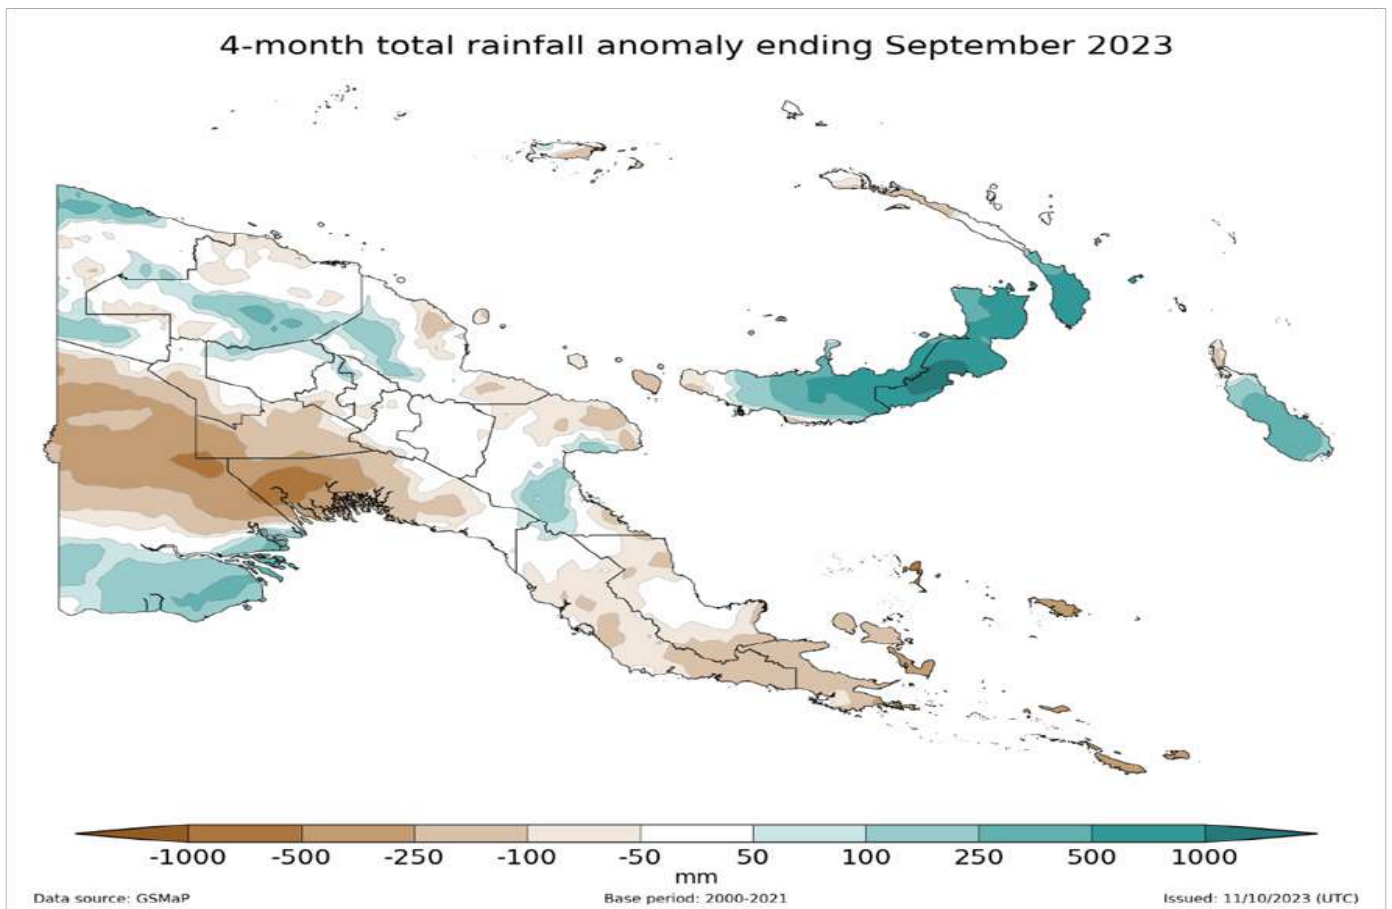 4-month total rainfall anomaly ending September 2023
-1000 -500 -250 -100 -50 50 100 250 500 1000
mm
Data source: GSMaP Base period: 2000-2021 Issued: 11/10/2023 (UTC)